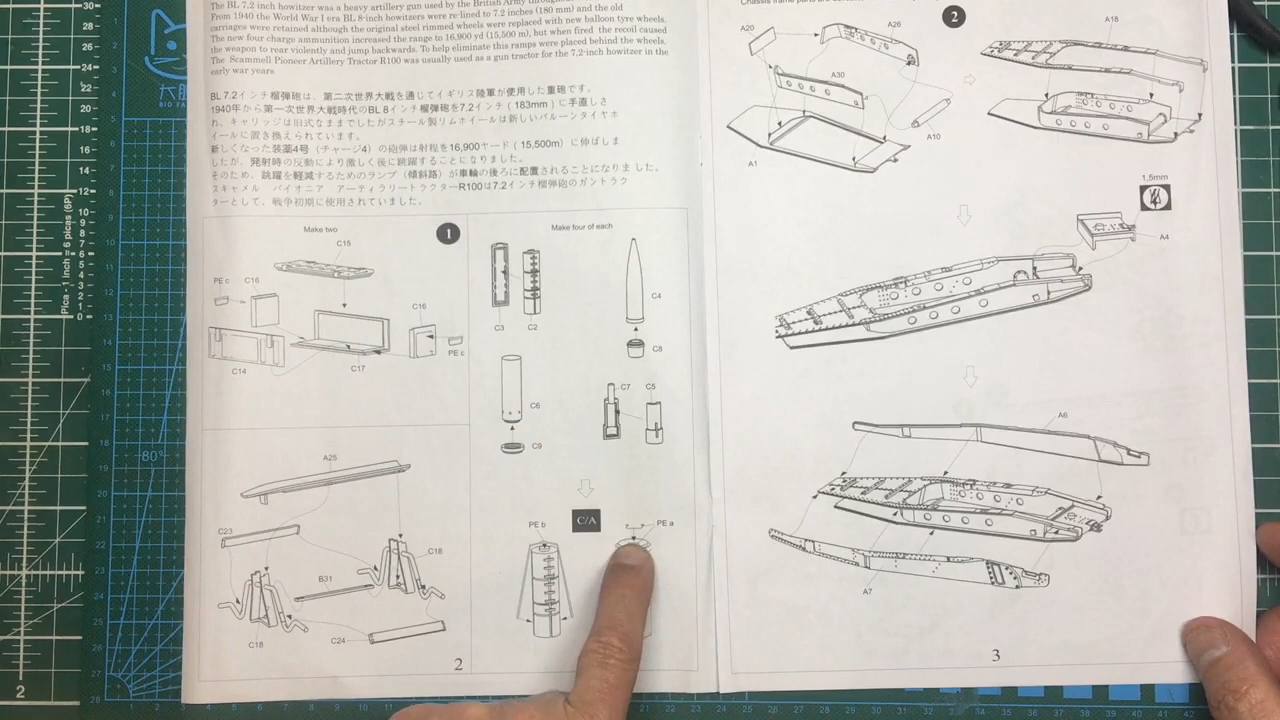 The BL 7.2 inch howitzer was a heavy artillery gun used by the British Army throughout
From 1940 the World War I era BL 8-inch howitzers were re-lined to 7.2 inches (180 mm) and the old
carriages were retained although the original steel rimmed wheels were replaced with new balloon tyre wheels.
The new four charge ammunition increased the range to 16,900 yd (15,500 m), but when fired the recoil caused
the weapon to rear violently and jump backwards. To help eliminate this ramps were placed behind the wheels.
The Scammell Pioneer Artillery Tractor R100 was usually used as a gun tractor for the 7.2-inch howitzer in the
early war years
BL 7.2インチ榴弾砲は、第二次世界大戦を通じてイギリス陸軍が使用した重砲です。
1940年から第一次世界大戦時代のBL 8インチ榴弾砲を7.2インチ ( 183mm ) に手直しさ
れ、キャリッジは旧式なままでしたがスチール製リムホイールは新しいバルーンタイヤホ
イールに置き換えられています。
新しくなった装薬4号（チャージ4）の砲弾は射程を16,900ヤード ( 15,500m ) に伸ばしま
したが、発射時の反動により激しく後に跳躍することになりました。
そのため、跳躍を軽減するためのランプ（傾斜路）が車輪の後ろに配置されることになりました。
スキャメル パイオニア アーティラリートラクターR100は7.2インチ榴弾砲のガントラク
ターとして、戦争初期に使用されていました。
Make two
1
C15
PE c
C16
C16
PE c
C14
C17
A25
C23
C18
B31
C18
C24
2
Make four of each
C3
C2
C4
C8
C6
C7
C5
C9
C/A
PE b
PE a
Chassis frame parts are
2
A20
A26
A18
A30
A10
A1
1,5mm
A4
A6
A7
3
Pica - 1 inch = 6 picas (6P)
80°
2